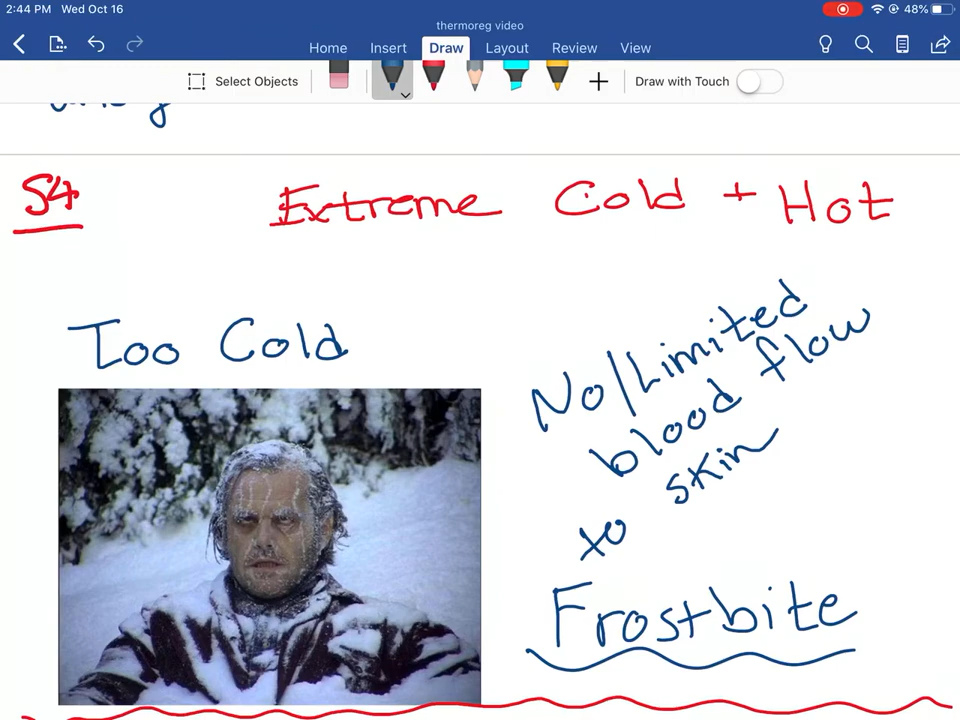 2:44 PM Wed Oct 16
48%
thermoreg video
Home Insert Draw Layout Review View
Select Objects
Draw with Touch
S4
Extreme Cold + Hot
Too Cold
No/Limited
blood flow
to skin
Frostbite